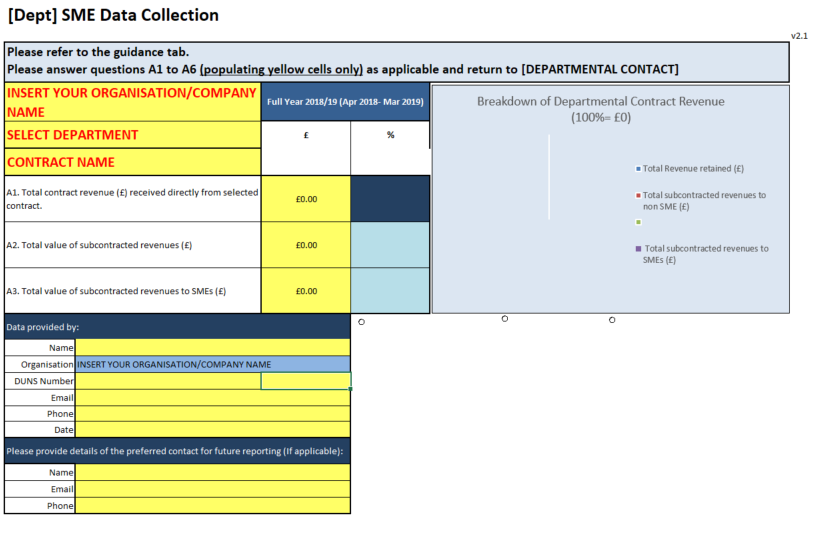 [Dept] SME Data Collection
v2.1
Please refer to the guidance tab.
Please answer questions A1 to A6 (populating yellow cells only) as applicable and return to [DEPARTMENTAL CONTACT]
INSERT YOUR ORGANISATION/COMPANY
NAME
Full Year 2018/19 (Apr 2018- Mar 2019)
SELECT DEPARTMENT
£
%
CONTRACT NAME
A1. Total contract revenue (£) received directly from selected
contract.
£0.00
A2. Total value of subcontracted revenues (£)
£0.00
A3. Total value of subcontracted revenues to SMEs (£)
£0.00
Breakdown of Departmental Contract Revenue
(100%= £0)
Total Revenue retained (£)
Total subcontracted revenues to
non SME (£)
Total subcontracted revenues to
SMEs (£)
Data provided by:
Name
Organisation INSERT YOUR ORGANISATION/COMPANY NAME
DUNS Number
Email
Phone
Date
Please provide details of the preferred contact for future reporting (If applicable):
Name
Email
Phone